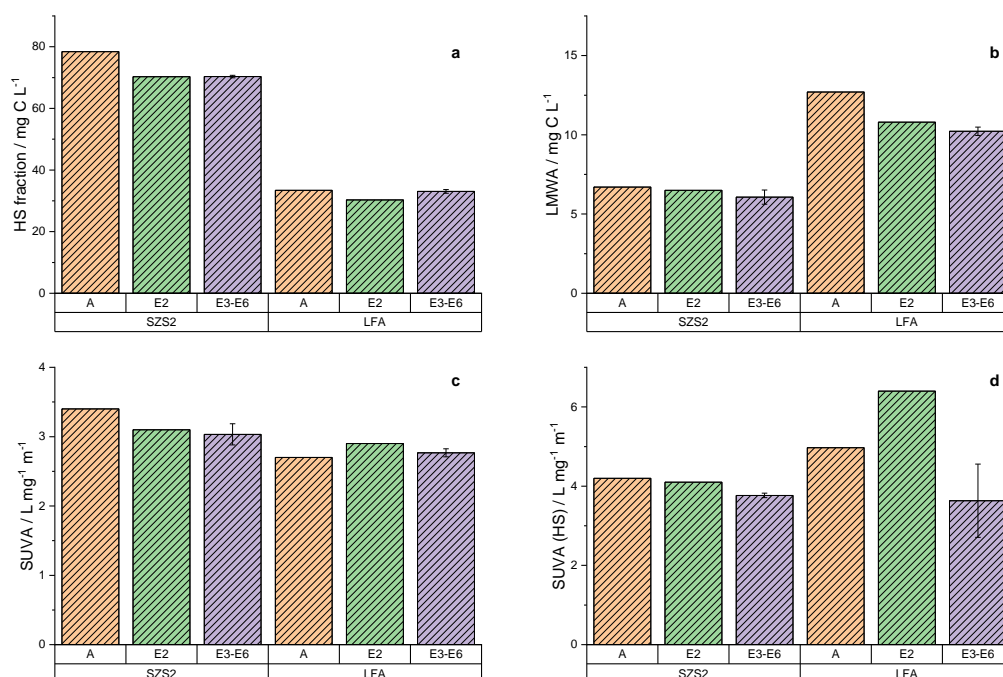 a
80
60
40
20
0
HS fraction / mg C L⁻¹
A E2 E3-E6 A E2 E3-E6
SZS2 LFA
b
15
10
5
0
LMWA / mg C L⁻¹
A E2 E3-E6 A E2 E3-E6
SZS2 LFA
c
4
3
2
1
0
SUVA / L mg⁻¹ m⁻¹
A E2 E3-E6 A E2 E3-E6
SZS2 LFA
d
6
4
2
0
SUVA (HS) / L mg⁻¹ m⁻¹
A E2 E3-E6 A E2 E3-E6
SZS2 LFA